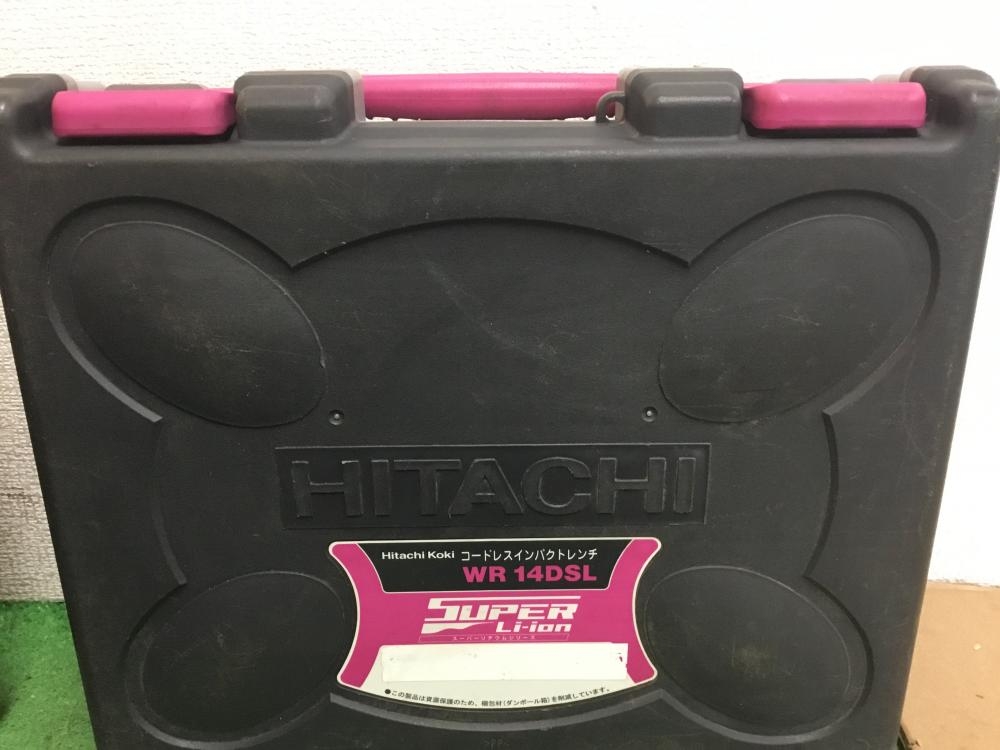 HITACHI
Hitachi Koki コードレスインパクトレンチ
WR 14DSL
SUPER
Li-ion
スーパーリチウムシリーズ
●この製品は資源保護のため、梱包材(ダンボール箱)を削減しています。
>PP<